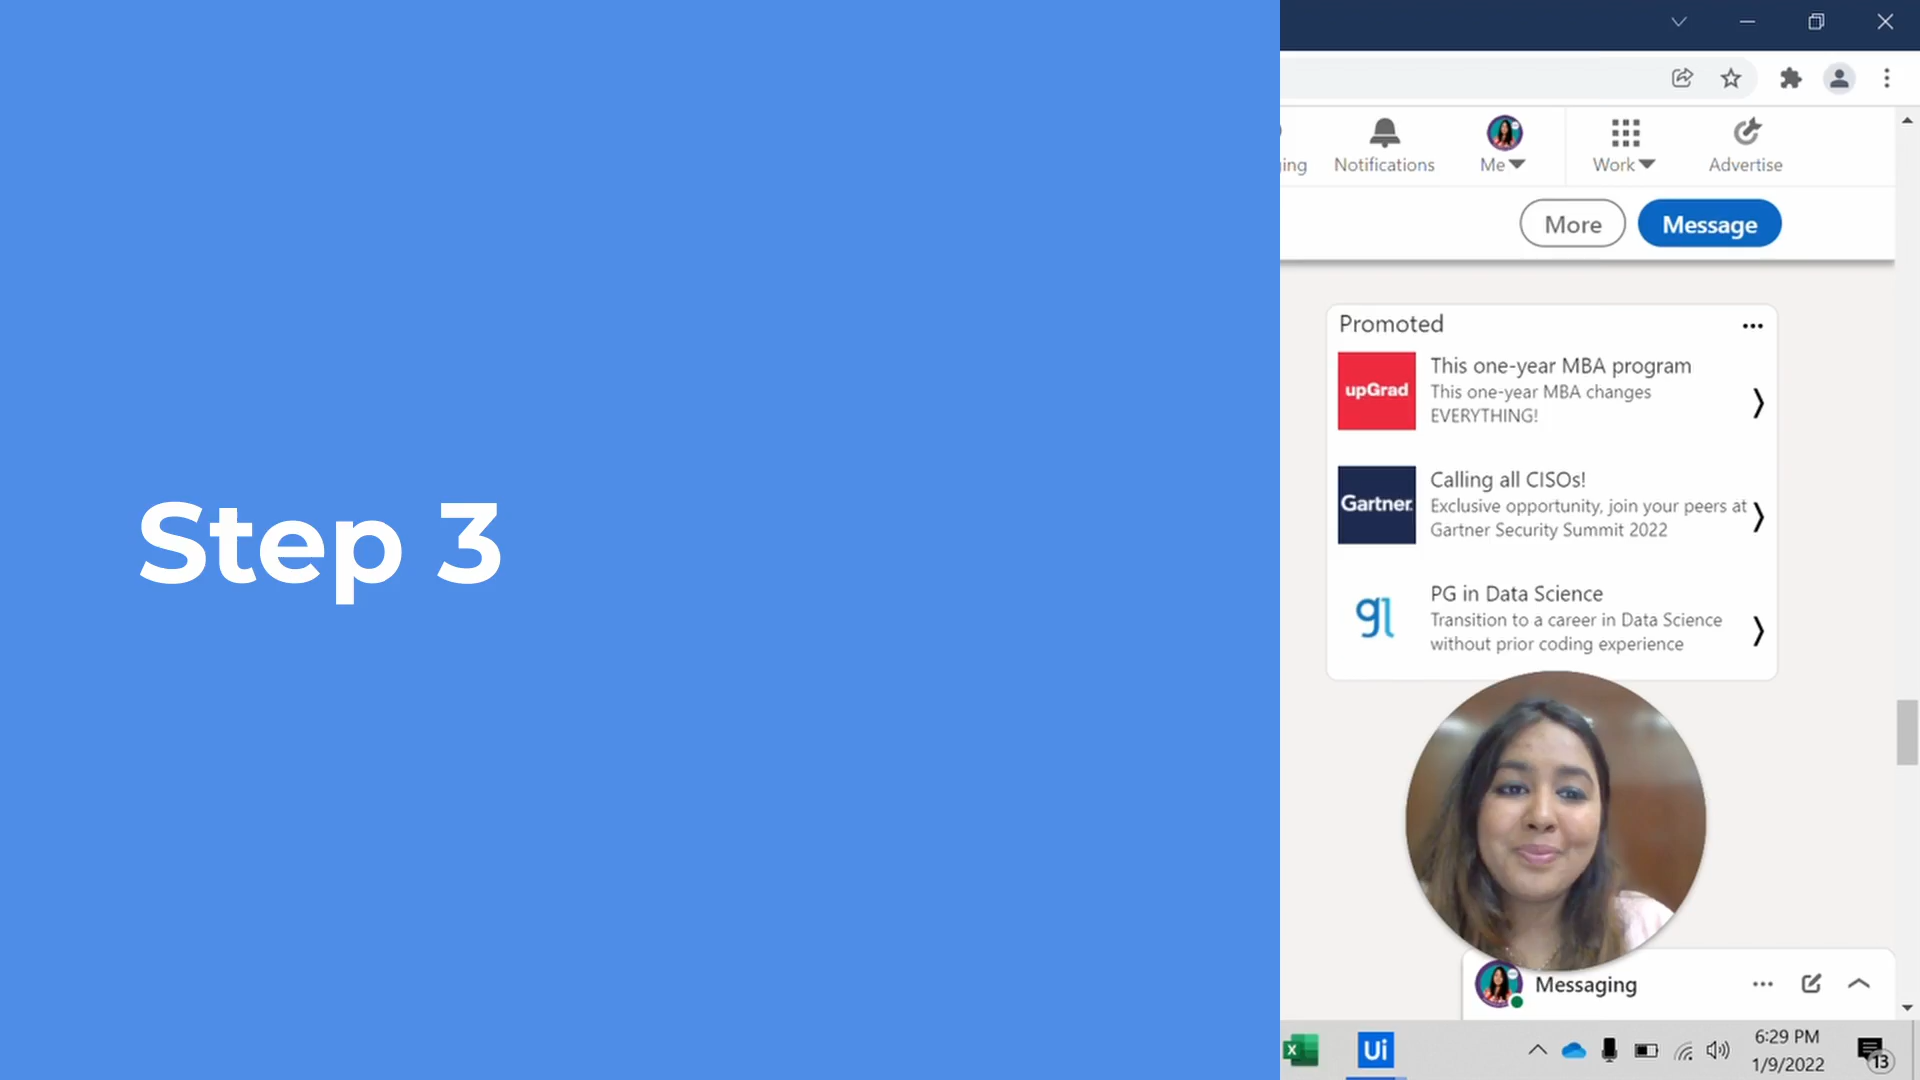 Step 3
ing
Notifications
Me
Work
Advertise
More
Message
Promoted
upGrad
This one-year MBA program
This one-year MBA changes
EVERYTHING!
Gartner.
Calling all CISOs!
Exclusive opportunity, join your peers at
Gartner Security Summit 2022
gl
PG in Data Science
Transition to a career in Data Science
without prior coding experience
Messaging
Ui
6:29 PM
1/9/2022
13